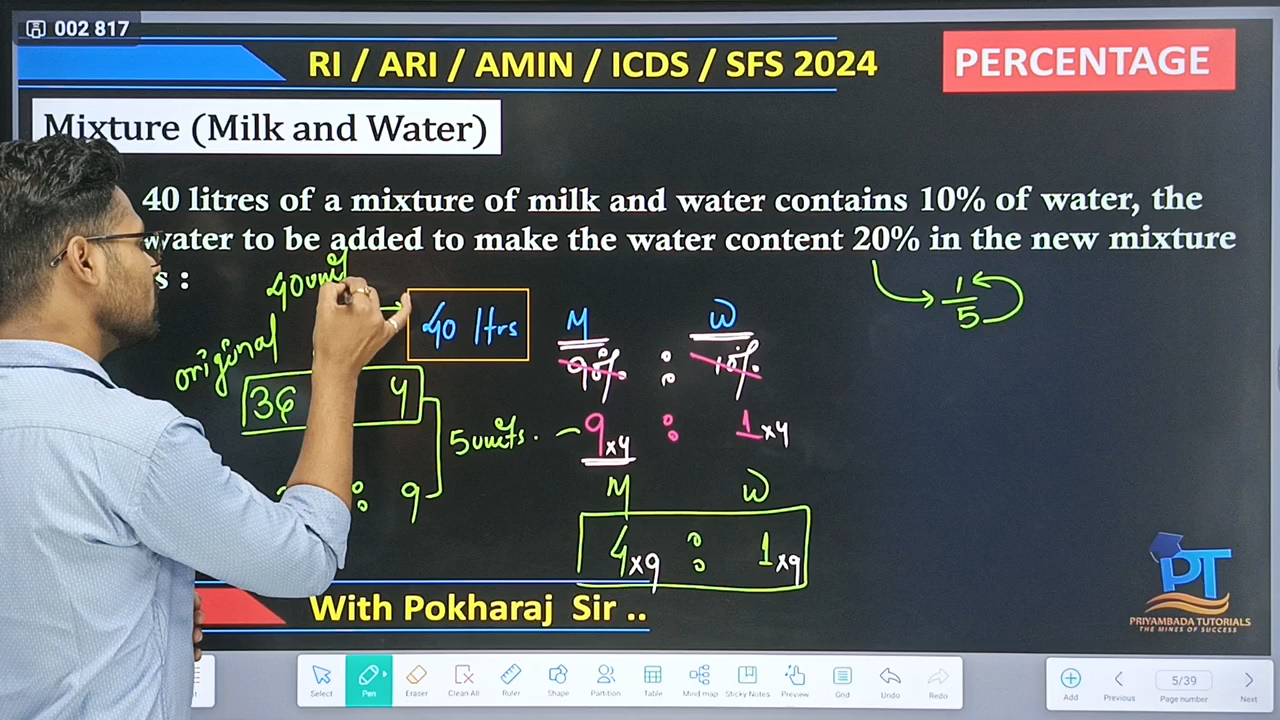 002 817
RI / ARI / AMIN / ICDS / SFS 2024
PERCENTAGE
Mixture (Milk and Water)
40 litres of a mixture of milk and water contains 10% of water, the
water to be added to make the water content 20% in the new mixture
s :
original
40 ltrs
M W
90% : 10%
1/5
36 4
5 units. - 9x4 : 1x4
: 9
M W
4x9 : 1x9
With Pokharaj Sir ..
PT
PRIYAMBADA TUTORIALS
THE MINES OF SUCCESS
Select Pen Eraser Clean All Ruler Shape Partition Table Mind map Sticky Notes Preview Grid Undo Redo
Add Previous 5/39 Page number Next